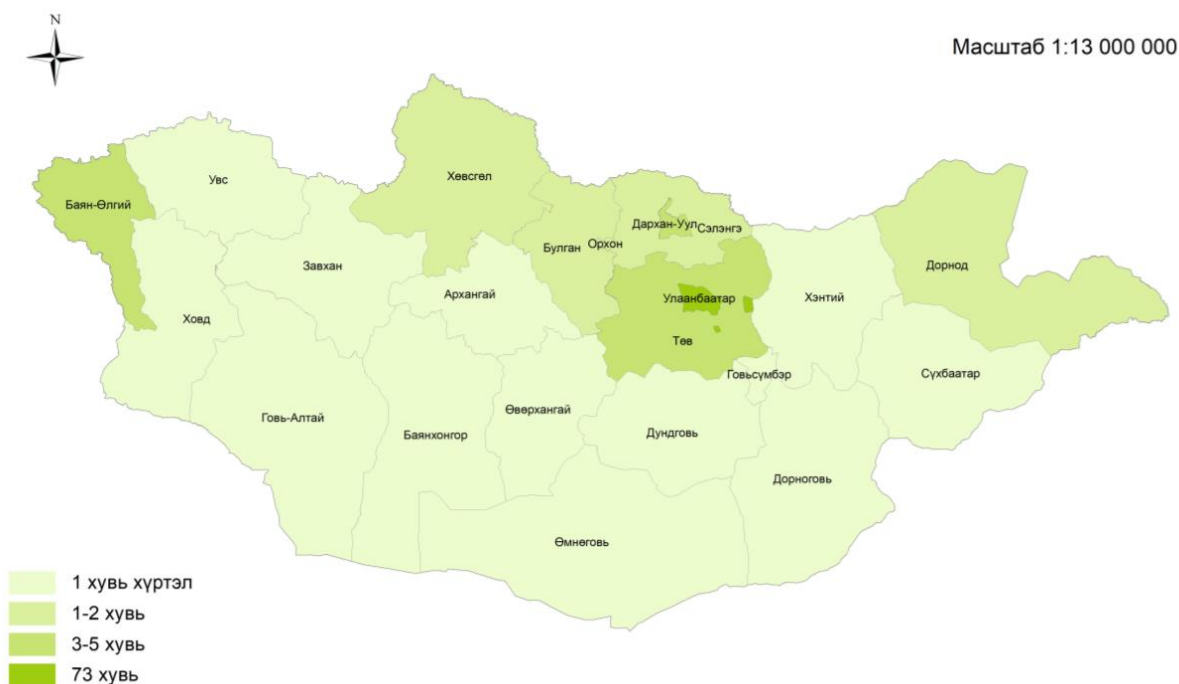 N
Масштаб 1:13 000 000
Увс
Баян-Өлгий
Хөвсгөл
Дархан-Уул
Сэлэнгэ
Булган
Орхон
Завхан
Дорнод
Архангай
Улаанбаатар
Хэнтий
Ховд
Төв
Говьсүмбэр
Сүхбаатар
Өвөрхангай
Говь-Алтай
Баянхонгор
Дундговь
Дорноговь
Өмнөговь
1 хувь хүртэл
1-2 хувь
3-5 хувь
73 хувь